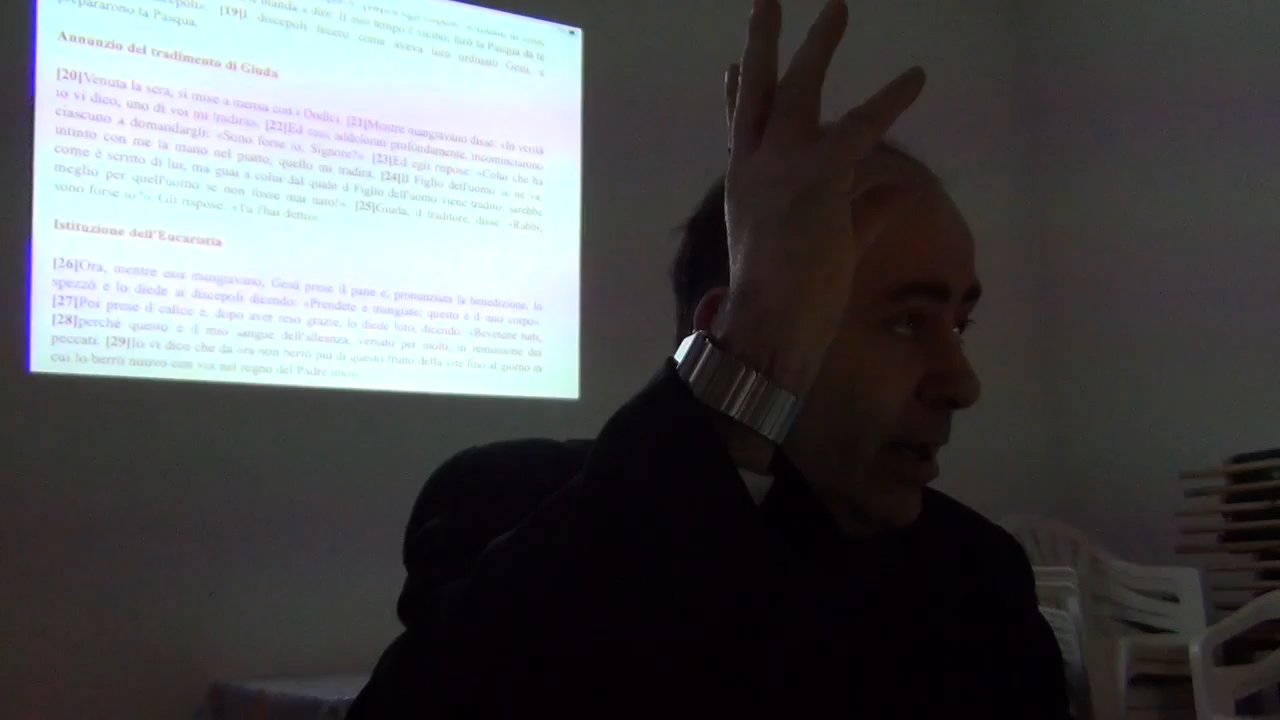 [19]I discepoli fecero come aveva loro ordinato Gesù, e
prepararono la Pasqua.
Annunzio del tradimento di Giuda
[20]Venuta la sera, si mise a mensa con i Dodici. [21]Mentre mangiavano disse: «In verità
io vi dico, uno di voi mi tradirà». [22]Ed essi, addolorati profondamente, incominciarono
ciascuno a domandargli: «Sono forse io, Signore?». [23]Ed egli rispose: «Colui che ha
intinto con me la mano nel piatto, quello mi tradirà. [24]Il Figlio dell'uomo se ne va,
come è scritto di lui, ma guai a colui dal quale il Figlio dell'uomo viene tradito; sarebbe
meglio per quell'uomo se non fosse mai nato!». [25]Giuda, il traditore, disse: «Rabbì,
sono forse io?». Gli rispose: «Tu l'hai detto».
Istituzione dell'Eucaristia
[26]Ora, mentre essi mangiavano, Gesù prese il pane e, pronunziata la benedizione, lo
spezzò e lo diede ai discepoli dicendo: «Prendete e mangiate; questo è il mio corpo».
[27]Poi prese il calice e, dopo aver reso grazie, lo diede loro, dicendo: «Bevetene tutti,
[28]perché questo è il mio sangue dell'alleanza, versato per molti, in remissione dei
peccati. [29]Io vi dico che da ora non berrò più di questo frutto della vite fino al giorno in
cui lo berrò nuovo con voi nel regno del Padre mio».